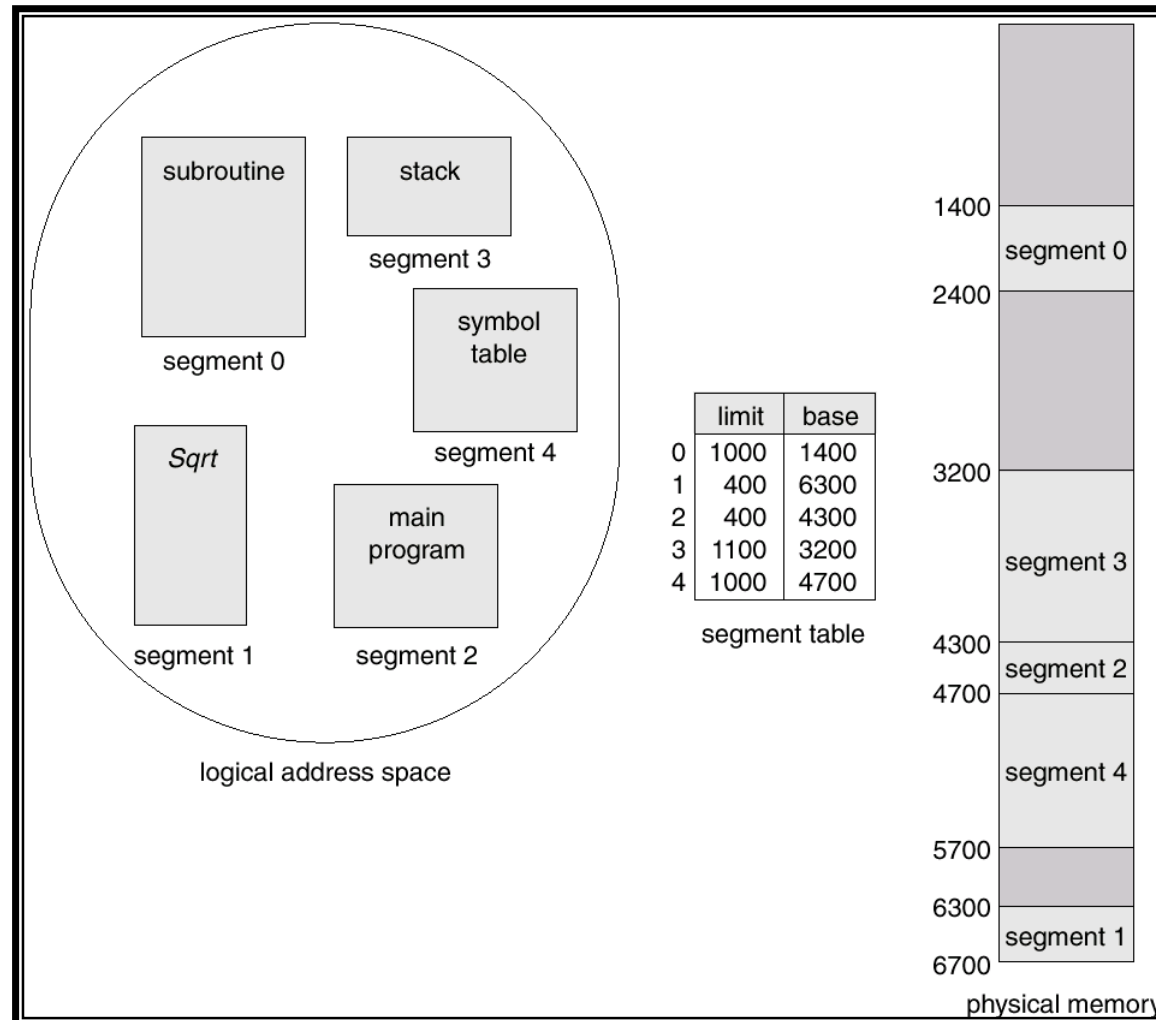 subroutine
segment 0
stack
segment 3
symbol
table
segment 4
Sqrt
segment 1
main
program
segment 2
logical address space
limit base
0 1000 1400
1 400 6300
2 400 4300
3 1100 3200
4 1000 4700
segment table
1400
segment 0
2400
3200
segment 3
4300
segment 2
4700
segment 4
5700
6300
segment 1
6700
physical memory